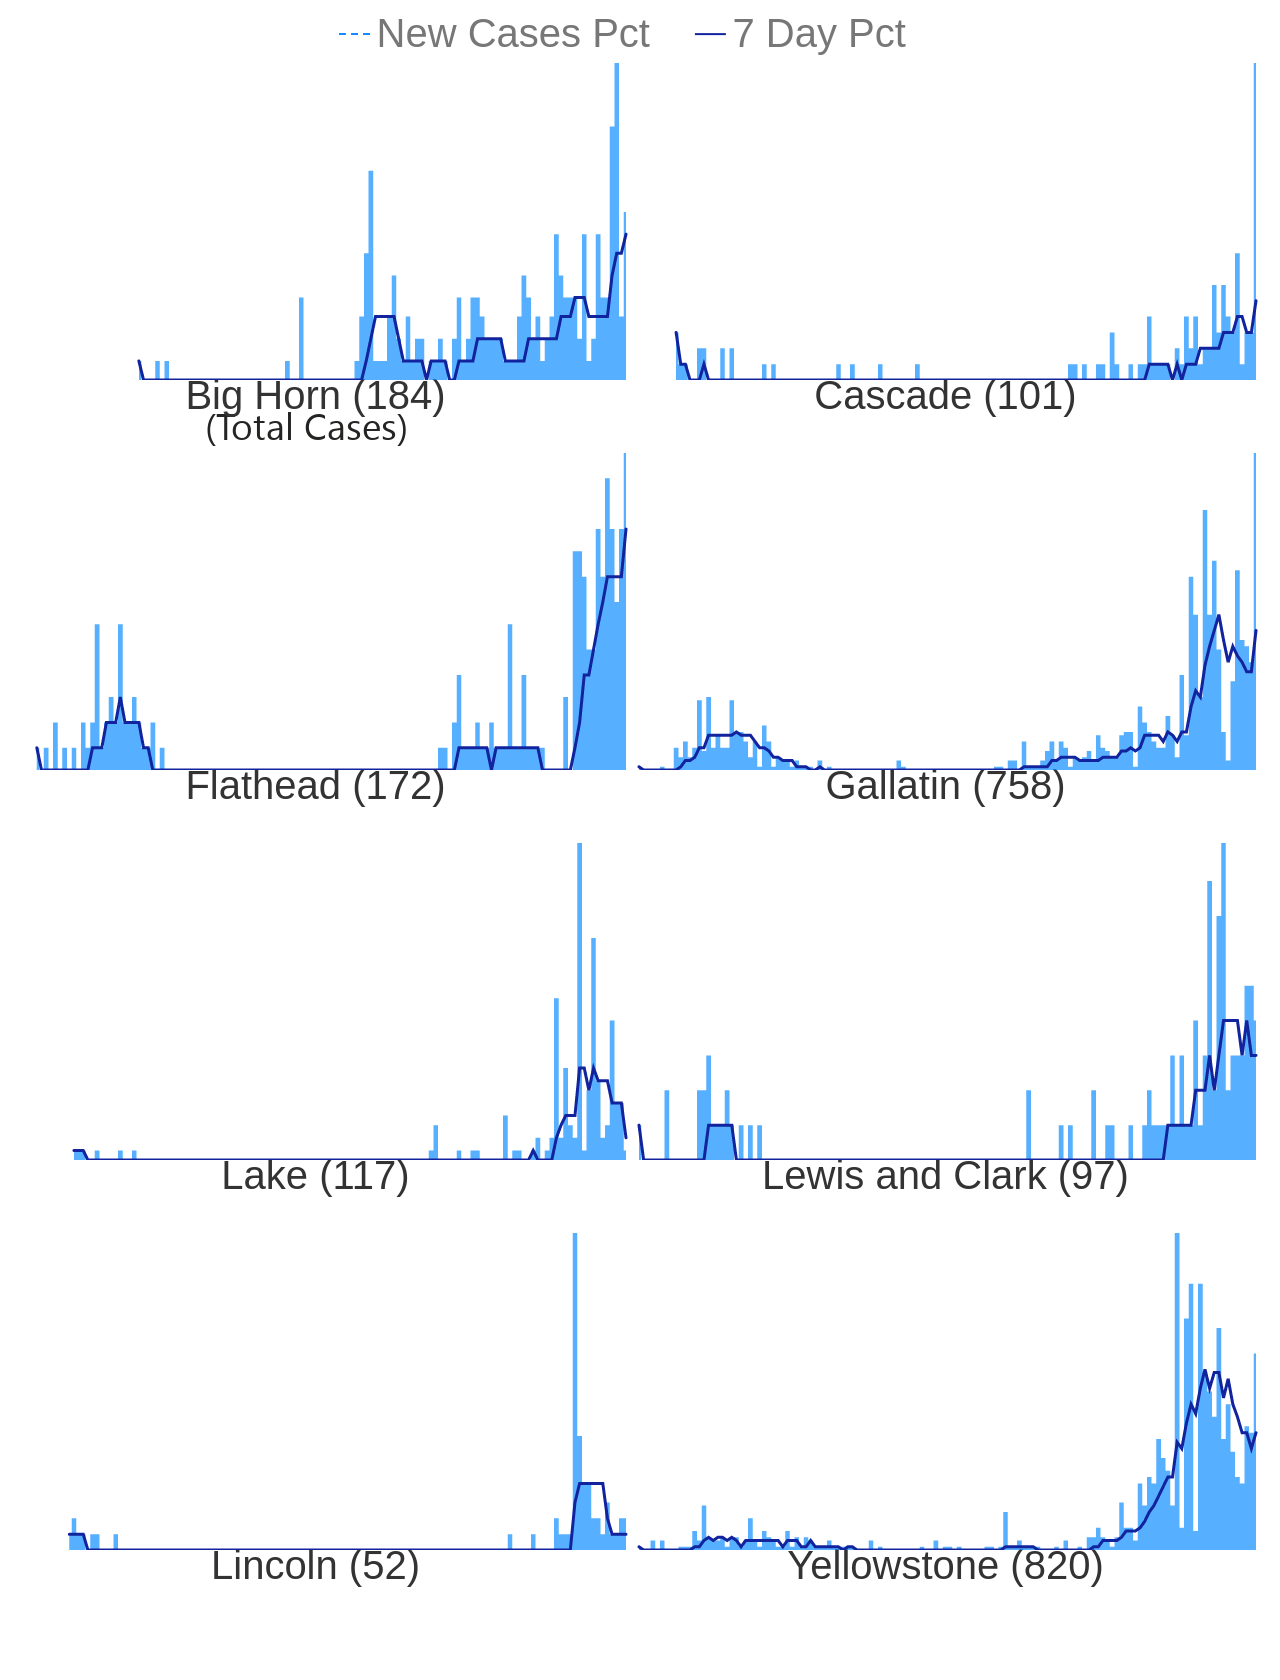 New Cases Pct 7 Day Pct
Big Horn (184) Cascade (101)
(Total Cases)
Flathead (172) Gallatin (758)
Lake (117) Lewis and Clark (97)
Lincoln (52) Yellowstone (820)